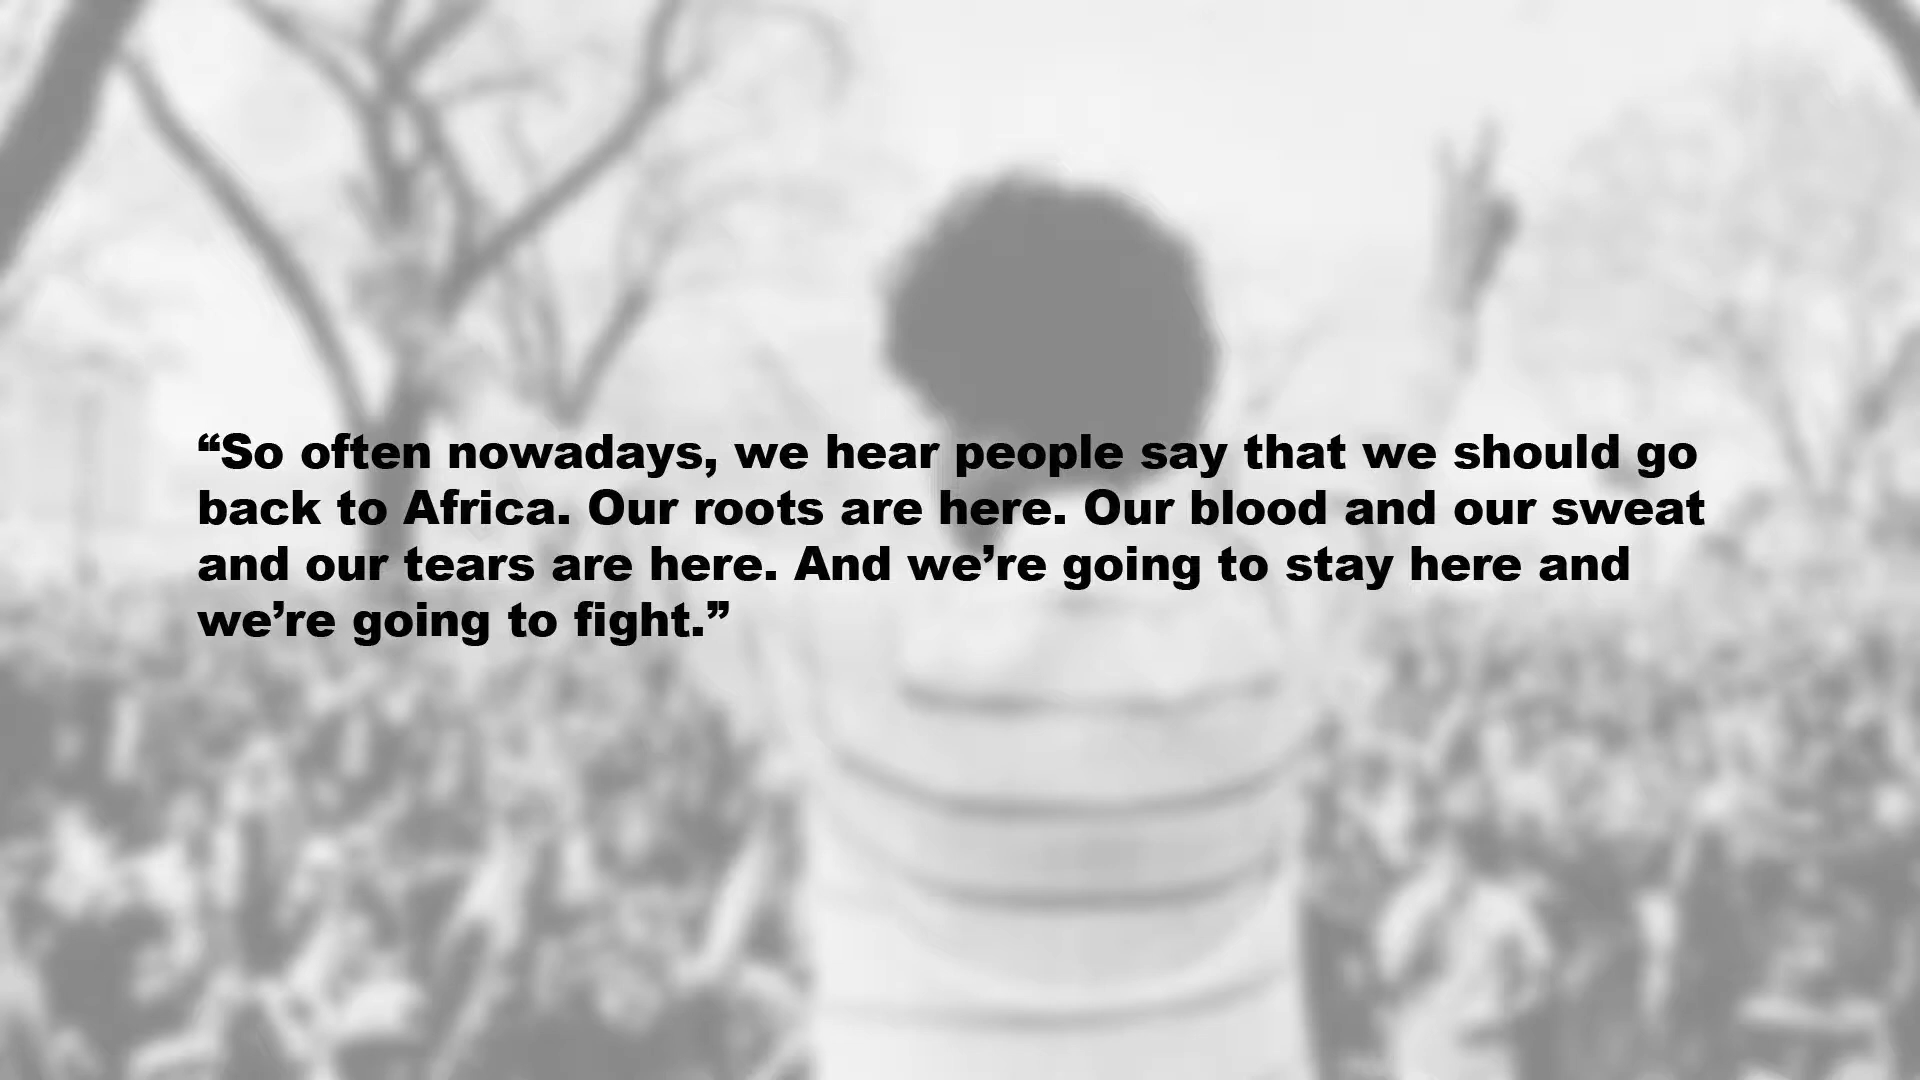 “So often nowadays, we hear people say that we should go
back to Africa. Our roots are here. Our blood and our sweat
and our tears are here. And we’re going to stay here and
we’re going to fight.”